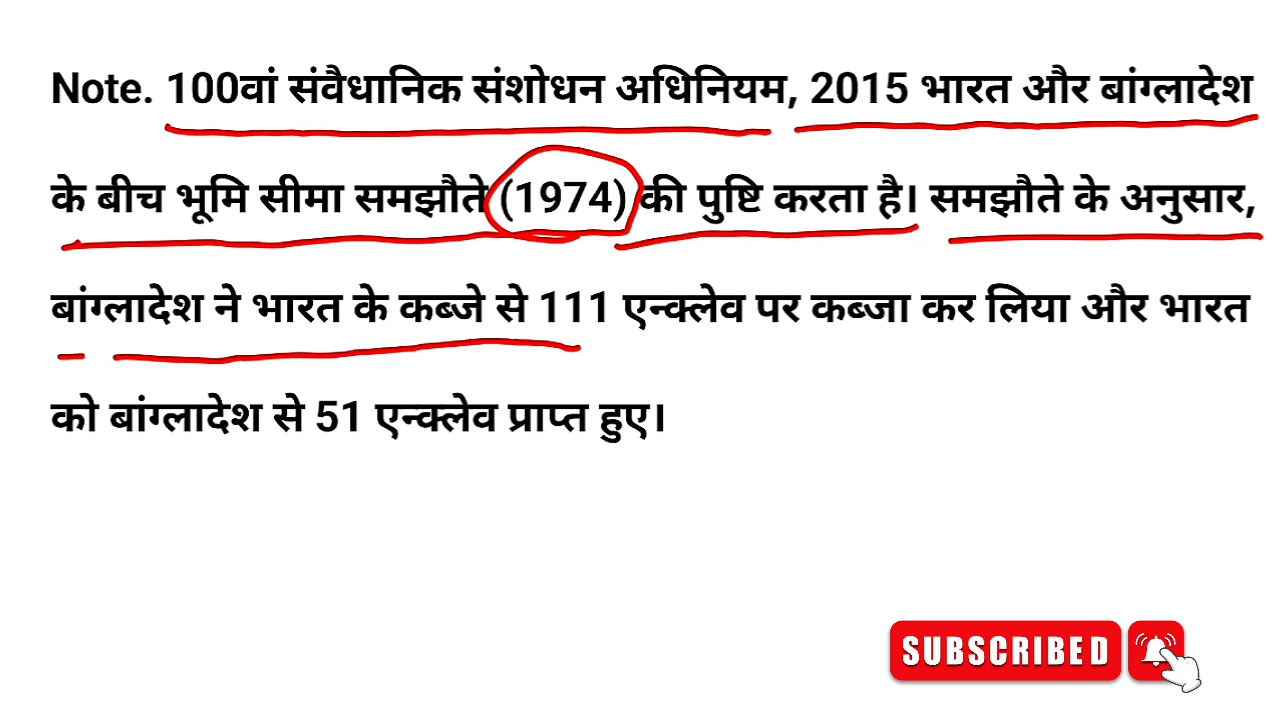 Note. 100वां संवैधानिक संशोधन अधिनियम, 2015 भारत और बांग्लादेश
के बीच भूमि सीमा समझौते (1974) की पुष्टि करता है। समझौते के अनुसार,
बांग्लादेश ने भारत के कब्जे से 111 एन्क्लेव पर कब्जा कर लिया और भारत
को बांग्लादेश से 51 एन्क्लेव प्राप्त हुए।
SUBSCRIBED